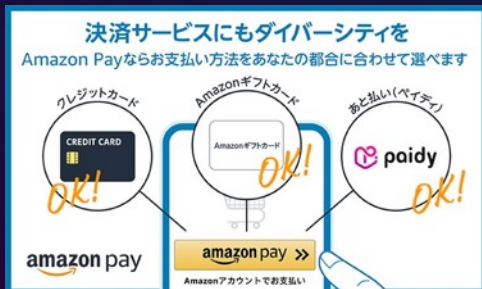 決済サービスにもダイバーシティを
Amazon Payならお支払い方法をあなたの都合に合わせて選べます
クレジットカード
Amazonギフトカード
あと払い(ペイディ)
CREDIT CARD
Amazonギフトカード
paidy
OK!
OK!
OK!
amazon pay
amazon pay
Amazonアカウントでお支払い